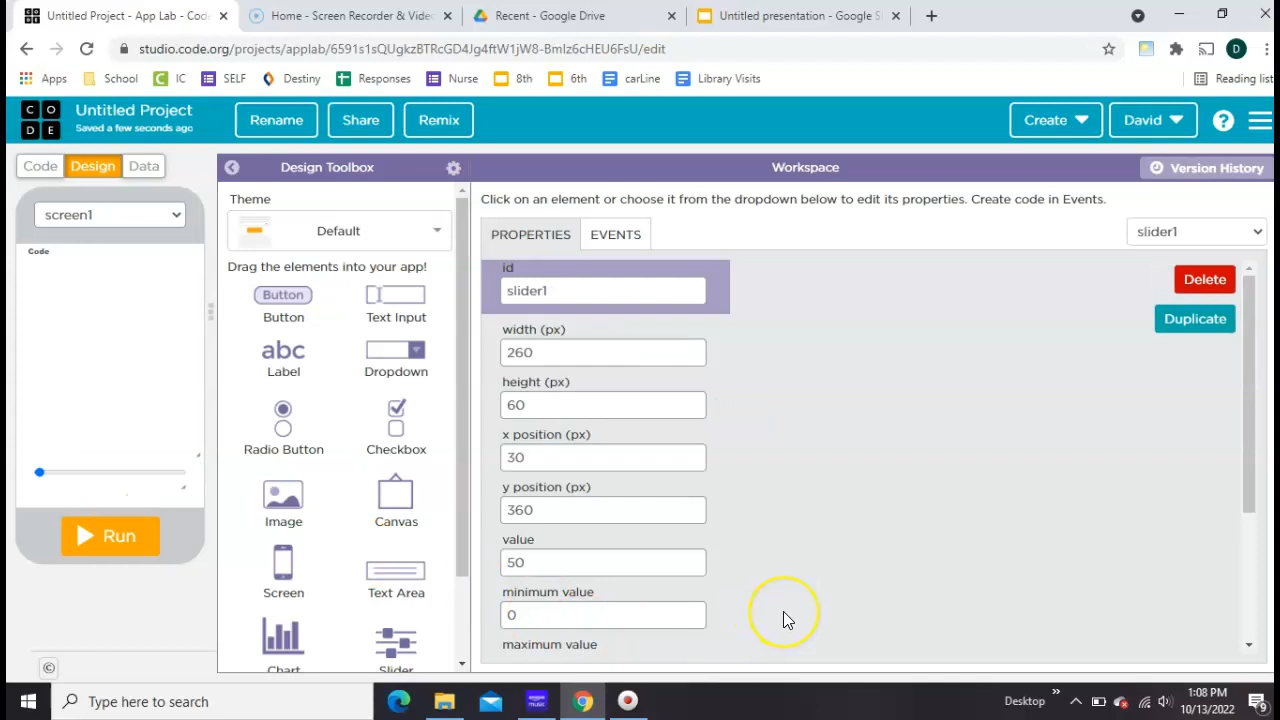 Untitled Project - App Lab - Cod
Home - Screen Recorder & Video
Recent - Google Drive
Untitled presentation - Google S
studio.code.org/projects/applab/6591s1sQUgkzBTRcGD4Jg4ftW1jW8-BmIz6cHEU6FsU/edit
D
Apps School IC SELF Destiny Responses Nurse 8th 6th carLine Library Visits Reading list
C O
D E
Untitled Project
Saved a few seconds ago
Rename
Share
Remix
Create
David
?
Code Design Data
Design Toolbox
Workspace
Version History
screen1
Code
Run
©
Theme
Default
Drag the elements into your app!
Button
Button
Text Input
abc
Label
Dropdown
Radio Button
Checkbox
Image
Canvas
Screen
Text Area
Chart
Slider
Click on an element or choose it from the dropdown below to edit its properties. Create code in Events.
PROPERTIES
EVENTS
slider1
id
slider1
Delete
Duplicate
width (px)
260
height (px)
60
x position (px)
30
y position (px)
360
value
50
minimum value
0
maximum value
Type here to search
amazon music
Desktop
1:08 PM
10/13/2022
9